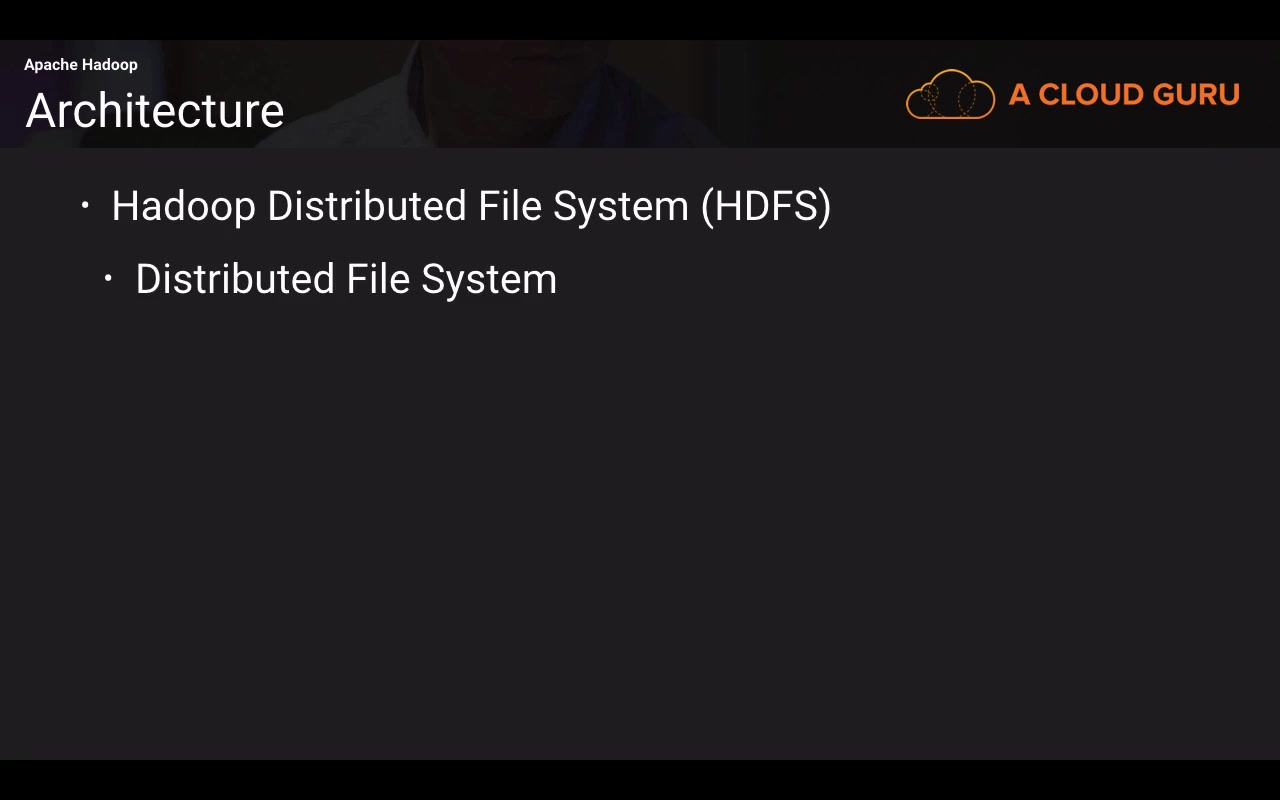 Apache Hadoop
Architecture
A CLOUD GURU
• Hadoop Distributed File System (HDFS)
• Distributed File System